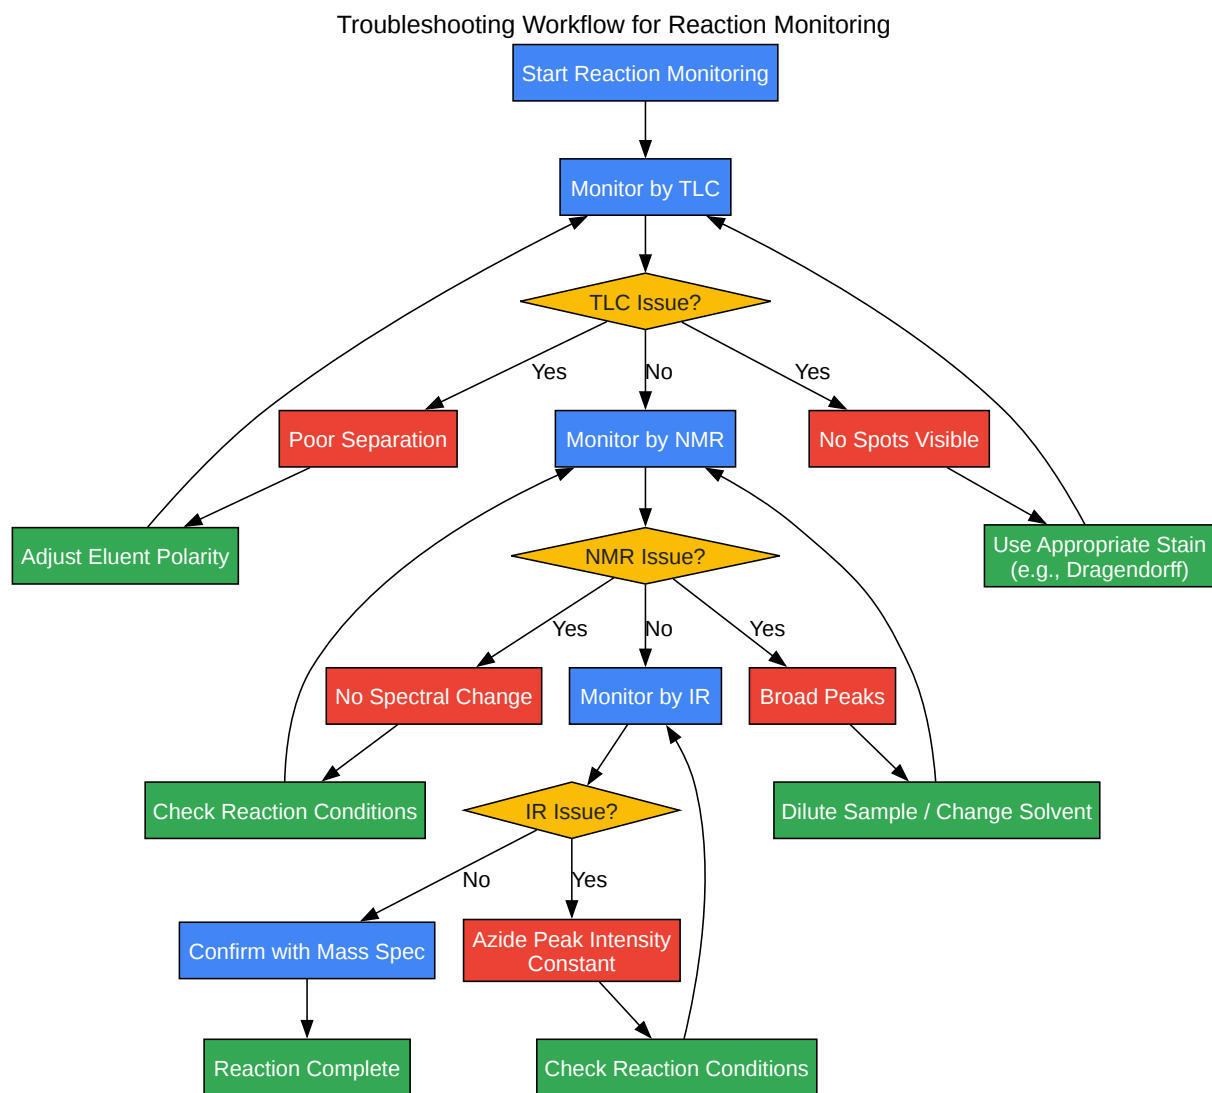 Troubleshooting Workflow for Reaction Monitoring
Start Reaction Monitoring
Monitor by TLC
TLC Issue?
Yes
No
Yes
Poor Separation
Monitor by NMR
No Spots Visible
Adjust Eluent Polarity
NMR Issue?
Use Appropriate Stain
(e.g., Dragendorff)
Yes
No
Yes
No Spectral Change
Monitor by IR
Broad Peaks
Check Reaction Conditions
IR Issue?
Dilute Sample / Change Solvent
No
Yes
Confirm with Mass Spec
Azide Peak Intensity
Constant
Reaction Complete
Check Reaction Conditions